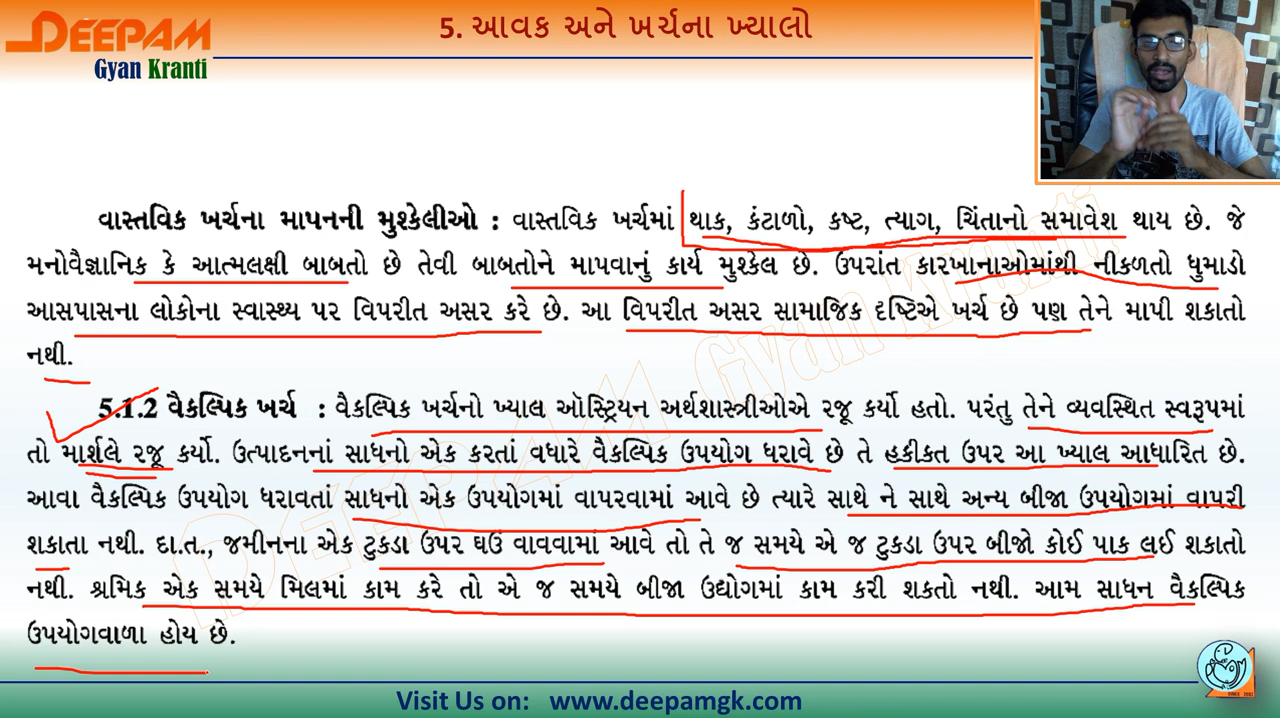 DEEPAM
Gyan Kranti
5. આવક અને ખર્ચના ખ્યાલો
વાસ્તવિક ખર્ચના માપનની મુશ્કેલીઓ : વાસ્તવિક ખર્ચમાં થાક, કંટાળો, કષ્ટ, ત્યાગ, ચિંતાનો સમાવેશ થાય છે. જે
મનોવૈજ્ઞાનિક કે આત્મલક્ષી બાબતો છે તેવી બાબતોને માપવાનું કાર્ય મુશ્કેલ છે. ઉપરાંત કારખાનાઓમાંથી નીકળતો ધુમાડો
આસપાસના લોકોના સ્વાસ્થ્ય પર વિપરીત અસર કરે છે. આ વિપરીત અસર સામાજિક દૃષ્ટિએ ખર્ચ છે પણ તેને માપી શકાતો
નથી.
5.1.2 વૈકલ્પિક ખર્ચ : વૈકલ્પિક ખર્ચનો ખ્યાલ ઑસ્ટ્રિયન અર્થશાસ્ત્રીઓએ રજૂ કર્યો હતો. પરંતુ તેને વ્યવસ્થિત સ્વરૂપમાં
તો માર્શલે રજૂ કર્યો. ઉત્પાદનનાં સાધનો એક કરતાં વધારે વૈકલ્પિક ઉપયોગ ધરાવે છે તે હકીકત ઉપર આ ખ્યાલ આધારિત છે.
આવા વૈકલ્પિક ઉપયોગ ધરાવતાં સાધનો એક ઉપયોગમાં વાપરવામાં આવે છે ત્યારે સાથે ને સાથે અન્ય બીજા ઉપયોગમાં વાપરી
શકાતા નથી. દા.ત., જમીનના એક ટુકડા ઉપર ઘઉં વાવવામાં આવે તો તે જ સમયે એ જ ટુકડા ઉપર બીજો કોઈ પાક લઈ શકાતો
નથી. શ્રમિક એક સમયે મિલમાં કામ કરે તો એ જ સમયે બીજા ઉદ્યોગમાં કામ કરી શકતો નથી. આમ સાધન વૈકલ્પિક
ઉપયોગવાળા હોય છે.
DEEPAM Gyan Kranti
Visit Us on: www.deepamgk.com